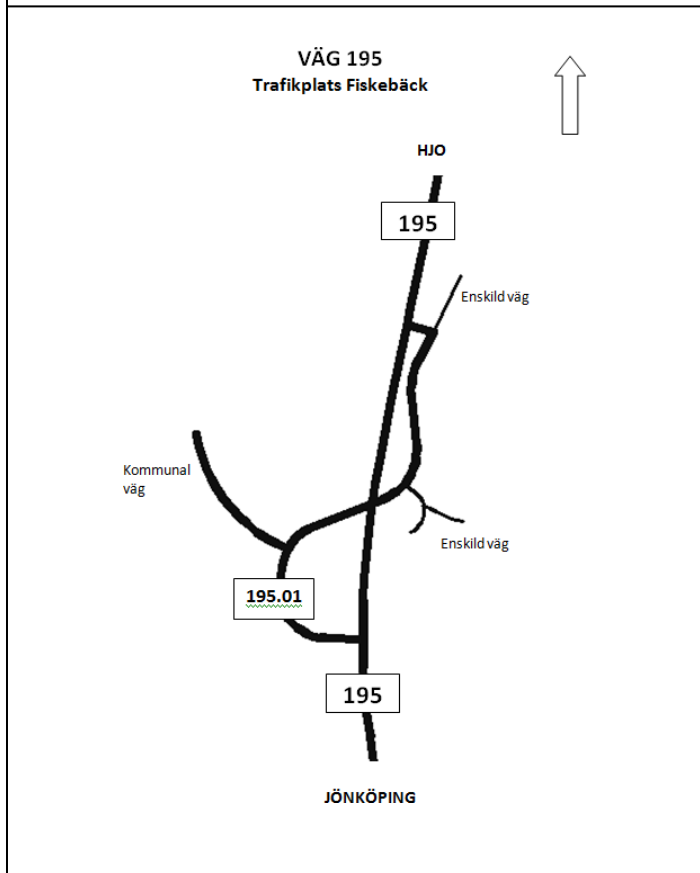 VÄG 195
Trafikplats Fiskebäck
HJO
195
Enskild väg
Kommunal
väg
Enskild väg
195.01
195
JÖNKÖPING